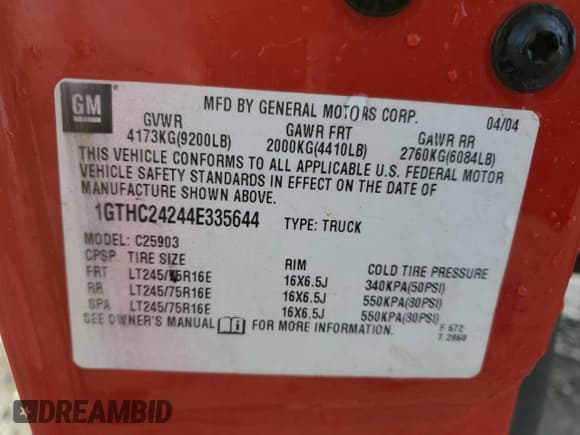 GM
MFD BY GENERAL MOTORS CORP. 04/04
GVWR GAWR FRT GAWR RR
4173KG(9200LB) 2000KG(4410LB) 2760KG(6084LB)
THIS VEHICLE CONFORMS TO ALL APPLICABLE U.S. FEDERAL MOTOR
VEHICLE SAFETY STANDARDS IN EFFECT ON THE DATE OF
MANUFACTURE SHOWN ABOVE.
1GTHC24244E335644 TYPE: TRUCK
MODEL: C25903
CPSP TIRE SIZE RIM COLD TIRE PRESSURE
FRT LT245/75R16E 16X6.5J 340KPA(50PSI)
RR LT245/75R16E 16X6.5J 550KPA(80PSI)
SPA LT245/75R16E 16X6.5J 550KPA(80PSI)
SEE OWNER'S MANUAL FOR MORE INFORMATION. F 672
T 2860
DREAMBID